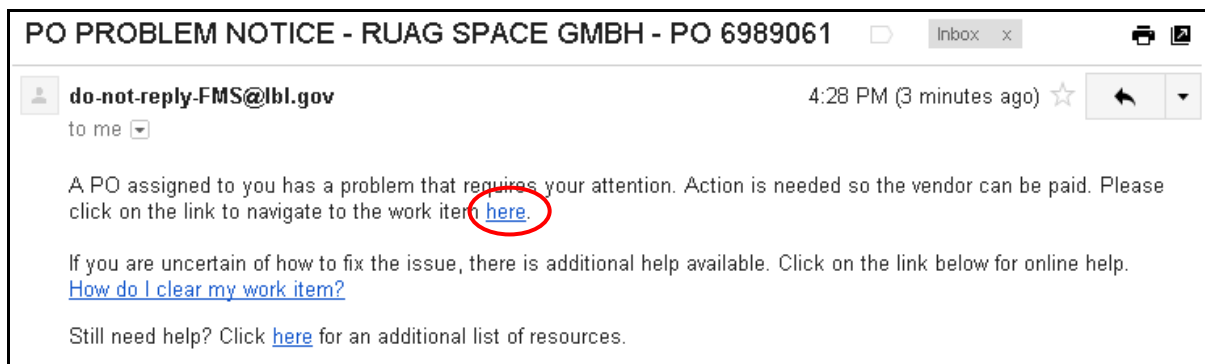 PO PROBLEM NOTICE - RUAG SPACE GMBH - PO 6989061 Inbox x
do-not-reply-FMS@lbl.gov 4:28 PM (3 minutes ago)
to me
A PO assigned to you has a problem that requires your attention. Action is needed so the vendor can be paid. Please
click on the link to navigate to the work item here.
If you are uncertain of how to fix the issue, there is additional help available. Click on the link below for online help.
How do I clear my work item?
Still need help? Click here for an additional list of resources.